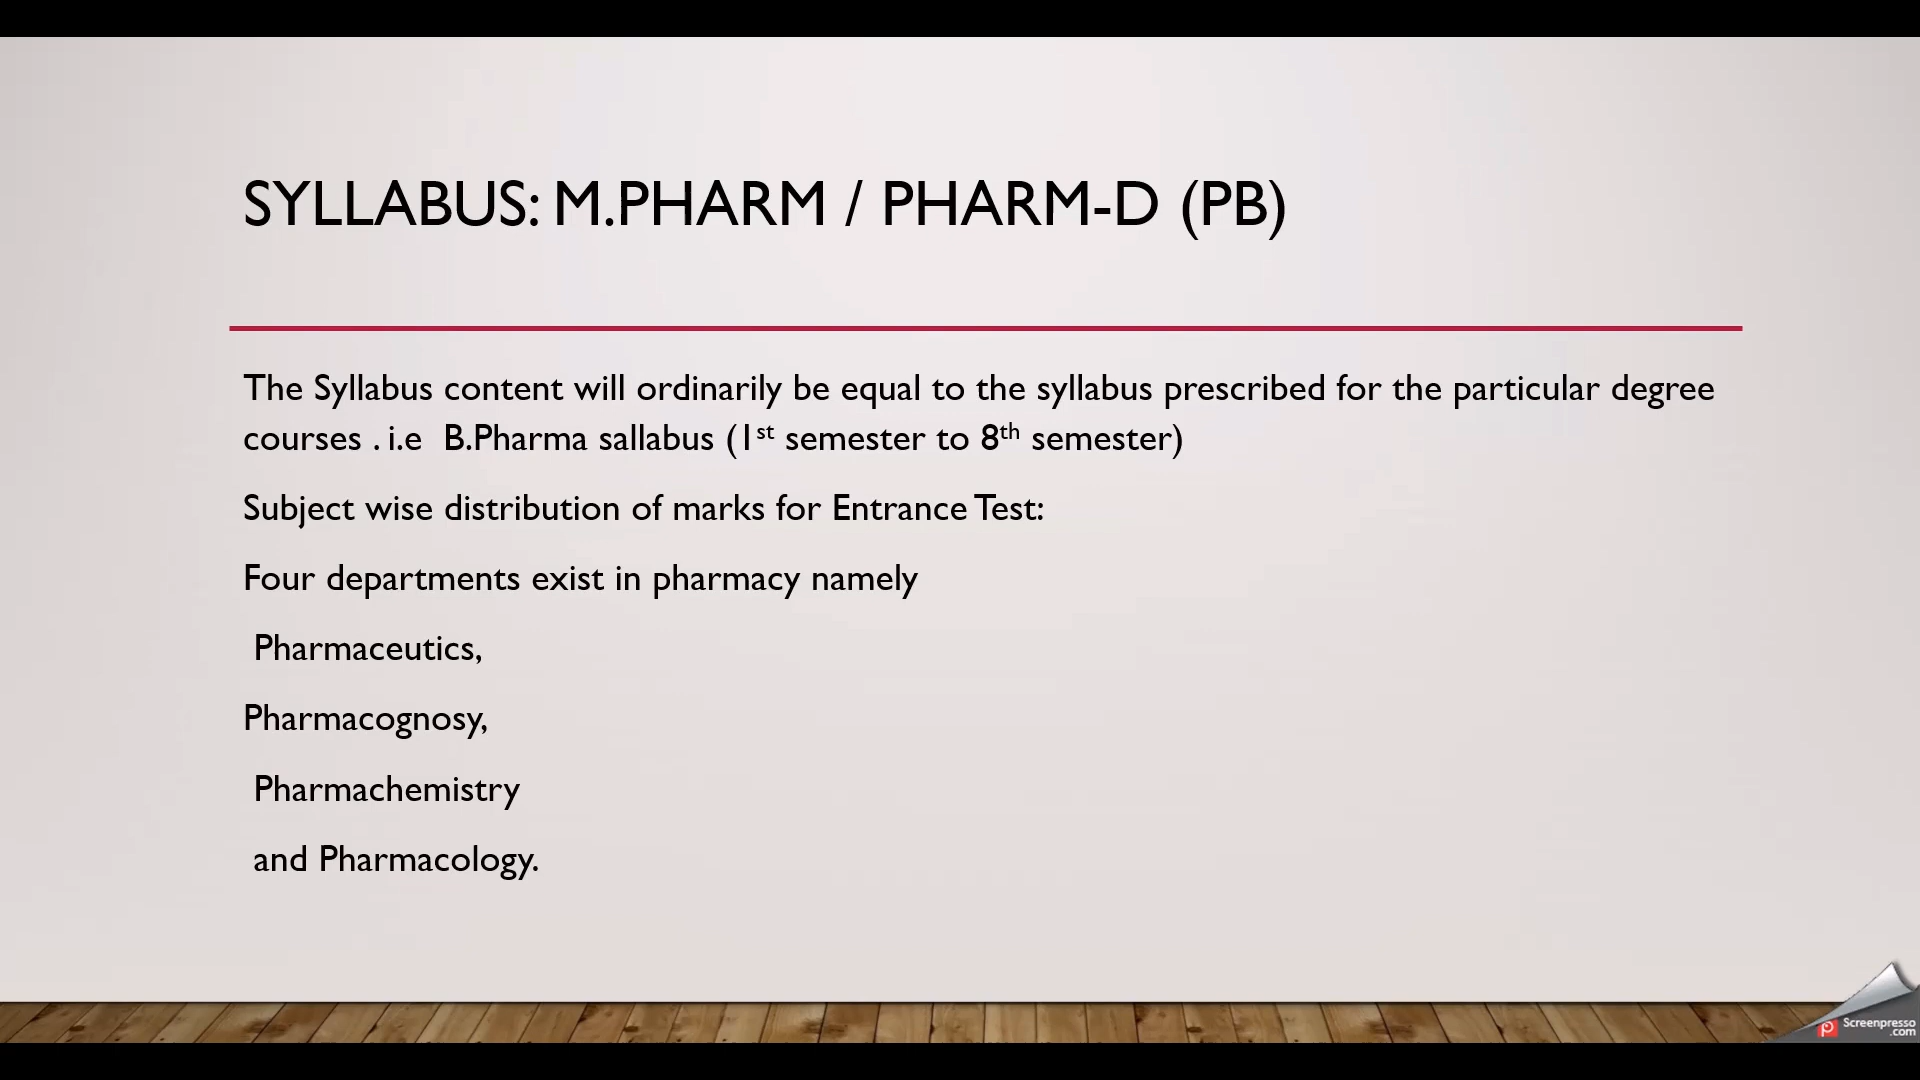 SYLLABUS: M.PHARM / PHARM-D (PB)
The Syllabus content will ordinarily be equal to the syllabus prescribed for the particular degree
courses . i.e B.Pharma sallabus (1st semester to 8th semester)
Subject wise distribution of marks for Entrance Test:
Four departments exist in pharmacy namely
Pharmaceutics,
Pharmacognosy,
Pharmachemistry
and Pharmacology.
Screenpresso
.com